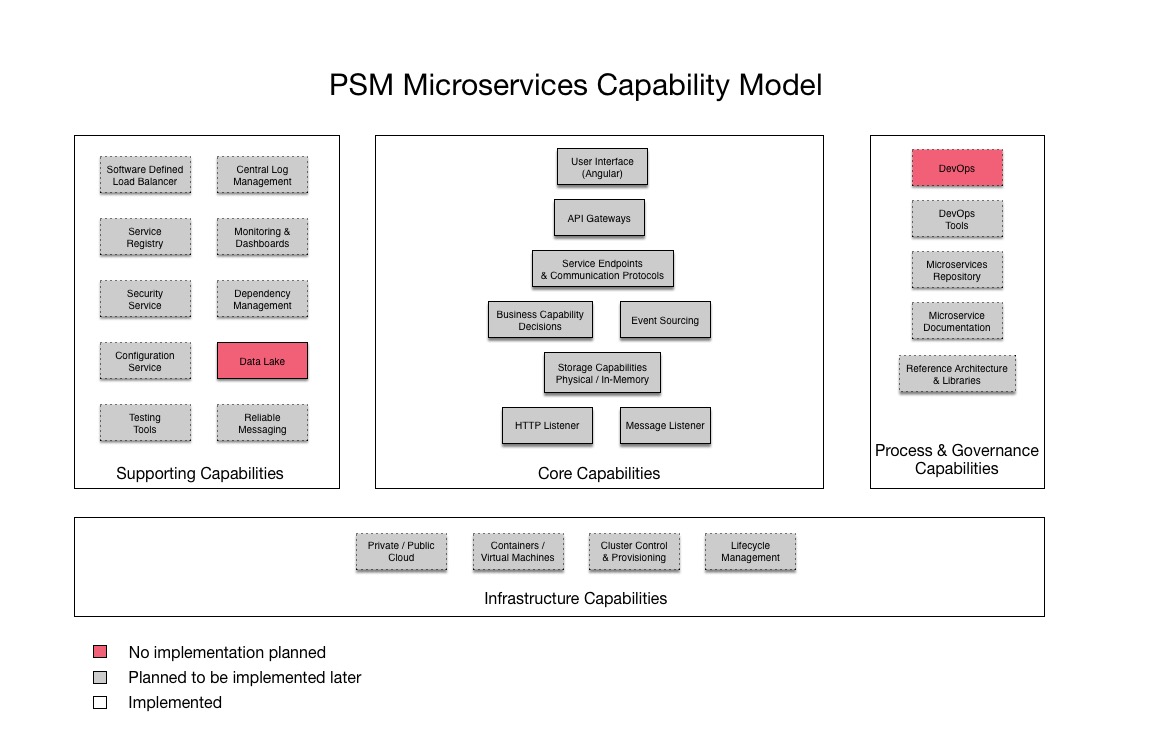 PSM Microservices Capability Model
Software Defined
Load Balancer
Central Log
Management
Service
Registry
Monitoring &
Dashboards
Security
Service
Dependency
Management
Configuration
Service
Data Lake
Testing
Tools
Reliable
Messaging
Supporting Capabilities
User Interface
(Angular)
API Gateways
Service Endpoints
& Communication Protocols
Business Capability
Decisions
Event Sourcing
Storage Capabilities
Physical / In-Memory
HTTP Listener
Message Listener
Core Capabilities
DevOps
DevOps
Tools
Microservices
Repository
Microservice
Documentation
Reference Architecture
& Libraries
Process & Governance
Capabilities
Private / Public
Cloud
Containers /
Virtual Machines
Cluster Control
& Provisioning
Lifecycle
Management
Infrastructure Capabilities
No implementation planned
Planned to be implemented later
Implemented